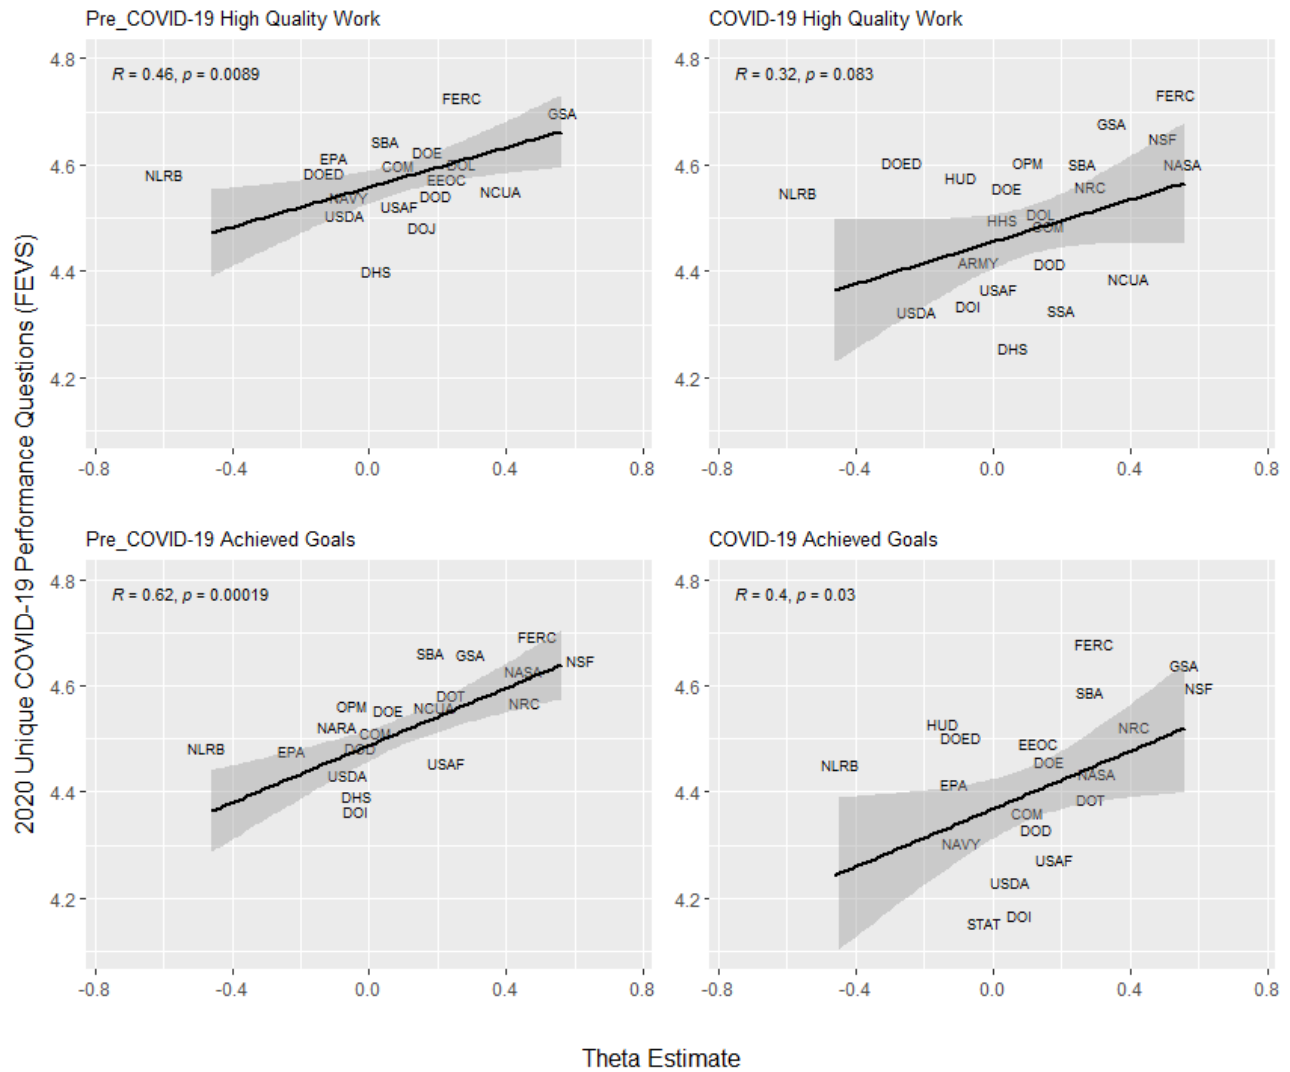 Pre_COVID-19 High Quality Work
COVID-19 High Quality Work
4.8
R = 0.46, p = 0.0089
FERC
GSA
SBA
DOE
EPA
4.6
COM
DOL
DOED
NLRB
EEOC
NCUA
NAVY
DOD
USAF
USDA
DOJ
4.4
DHS
4.2
-0.8
-0.4
0.0
0.4
0.8
4.8
R = 0.32, p = 0.083
FERC
GSA
NSF
4.6
DOED
OPM
SBA
NASA
HUD
NLRB
DOE
NRC
HHS
DOL
COM
4.4
ARMY
DOD
NCUA
USAF
DOI
USDA
SSA
DHS
4.2
-0.8
-0.4
0.0
0.4
0.8
2020 Unique COVID-19 Performance Questions (FEVS)
Pre_COVID-19 Achieved Goals
COVID-19 Achieved Goals
4.8
R = 0.62, p = 0.00019
FERC
SBA
GSA
NSF
NASA
4.6
DOT
NRC
OPM
DOE
NCUA
NARA
COM
NLRB
EPA
DOD
USAF
USDA
4.4
DHS
DOI
4.2
-0.8
-0.4
0.0
0.4
0.8
4.8
R = 0.4, p = 0.03
FERC
GSA
4.6
SBA
NSF
HUD
NRC
DOED
EEOC
NLRB
DOE
NASA
4.4
EPA
DOT
COM
DOD
NAVY
USAF
USDA
4.2
STAT
DOI
-0.8
-0.4
0.0
0.4
0.8
Theta Estimate